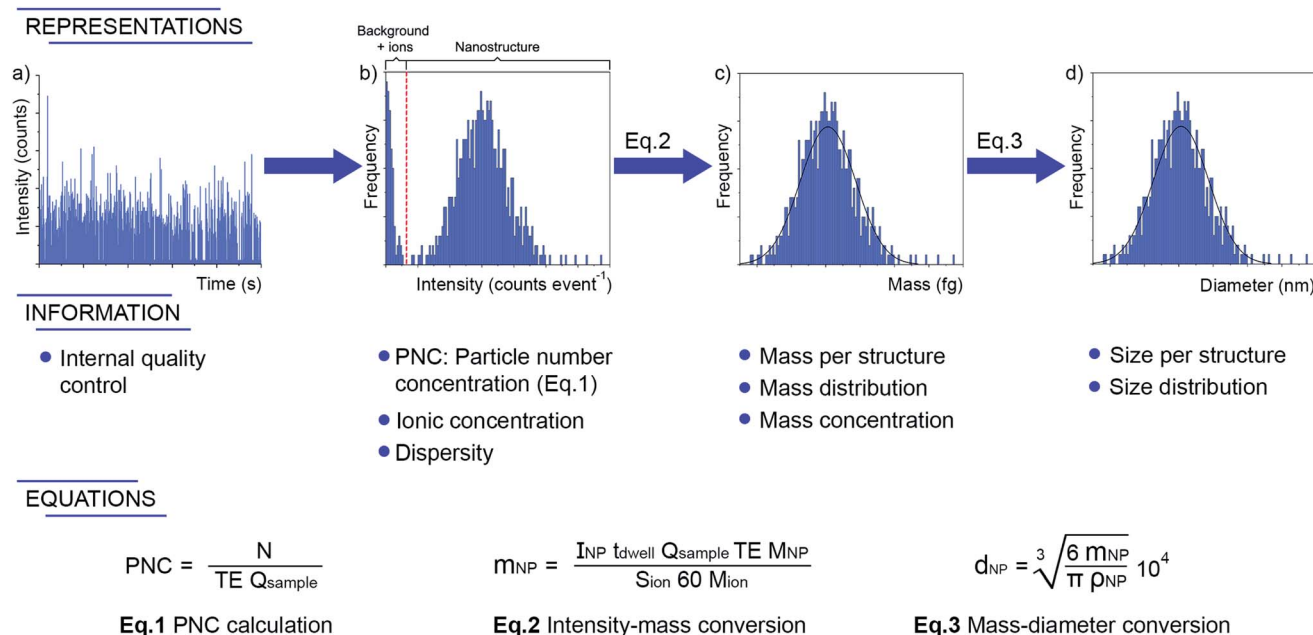 REPRESENTATIONS
Background
+ ions
Nanostructure
a)
b)
c)
d)
Intensity (counts)
Frequency
Eq.2
Frequency
Eq.3
Frequency
Time (s)
Intensity (counts event⁻¹)
Mass (fg)
Diameter (nm)
INFORMATION
● Internal quality
control
● PNC: Particle number
concentration (Eq.1)
● Ionic concentration
● Dispersity
● Mass per structure
● Mass distribution
● Mass concentration
● Size per structure
● Size distribution
EQUATIONS
PNC = N / TE Qsample
mNP = INP tdwell Qsample TE MNP / Sion 60 Mion
dNP = ∛(6 mNP / π ρNP) 10⁴
Eq.1 PNC calculation
Eq.2 Intensity-mass conversion
Eq.3 Mass-diameter conversion